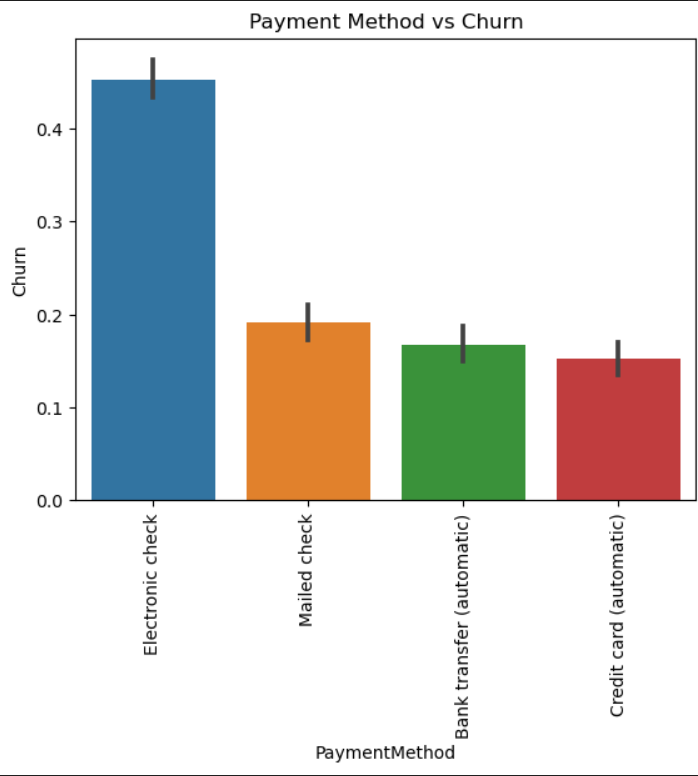 Payment Method vs Churn
Churn
0.4
0.3
0.2
0.1
0.0
Electronic check
Mailed check
Bank transfer (automatic)
Credit card (automatic)
PaymentMethod